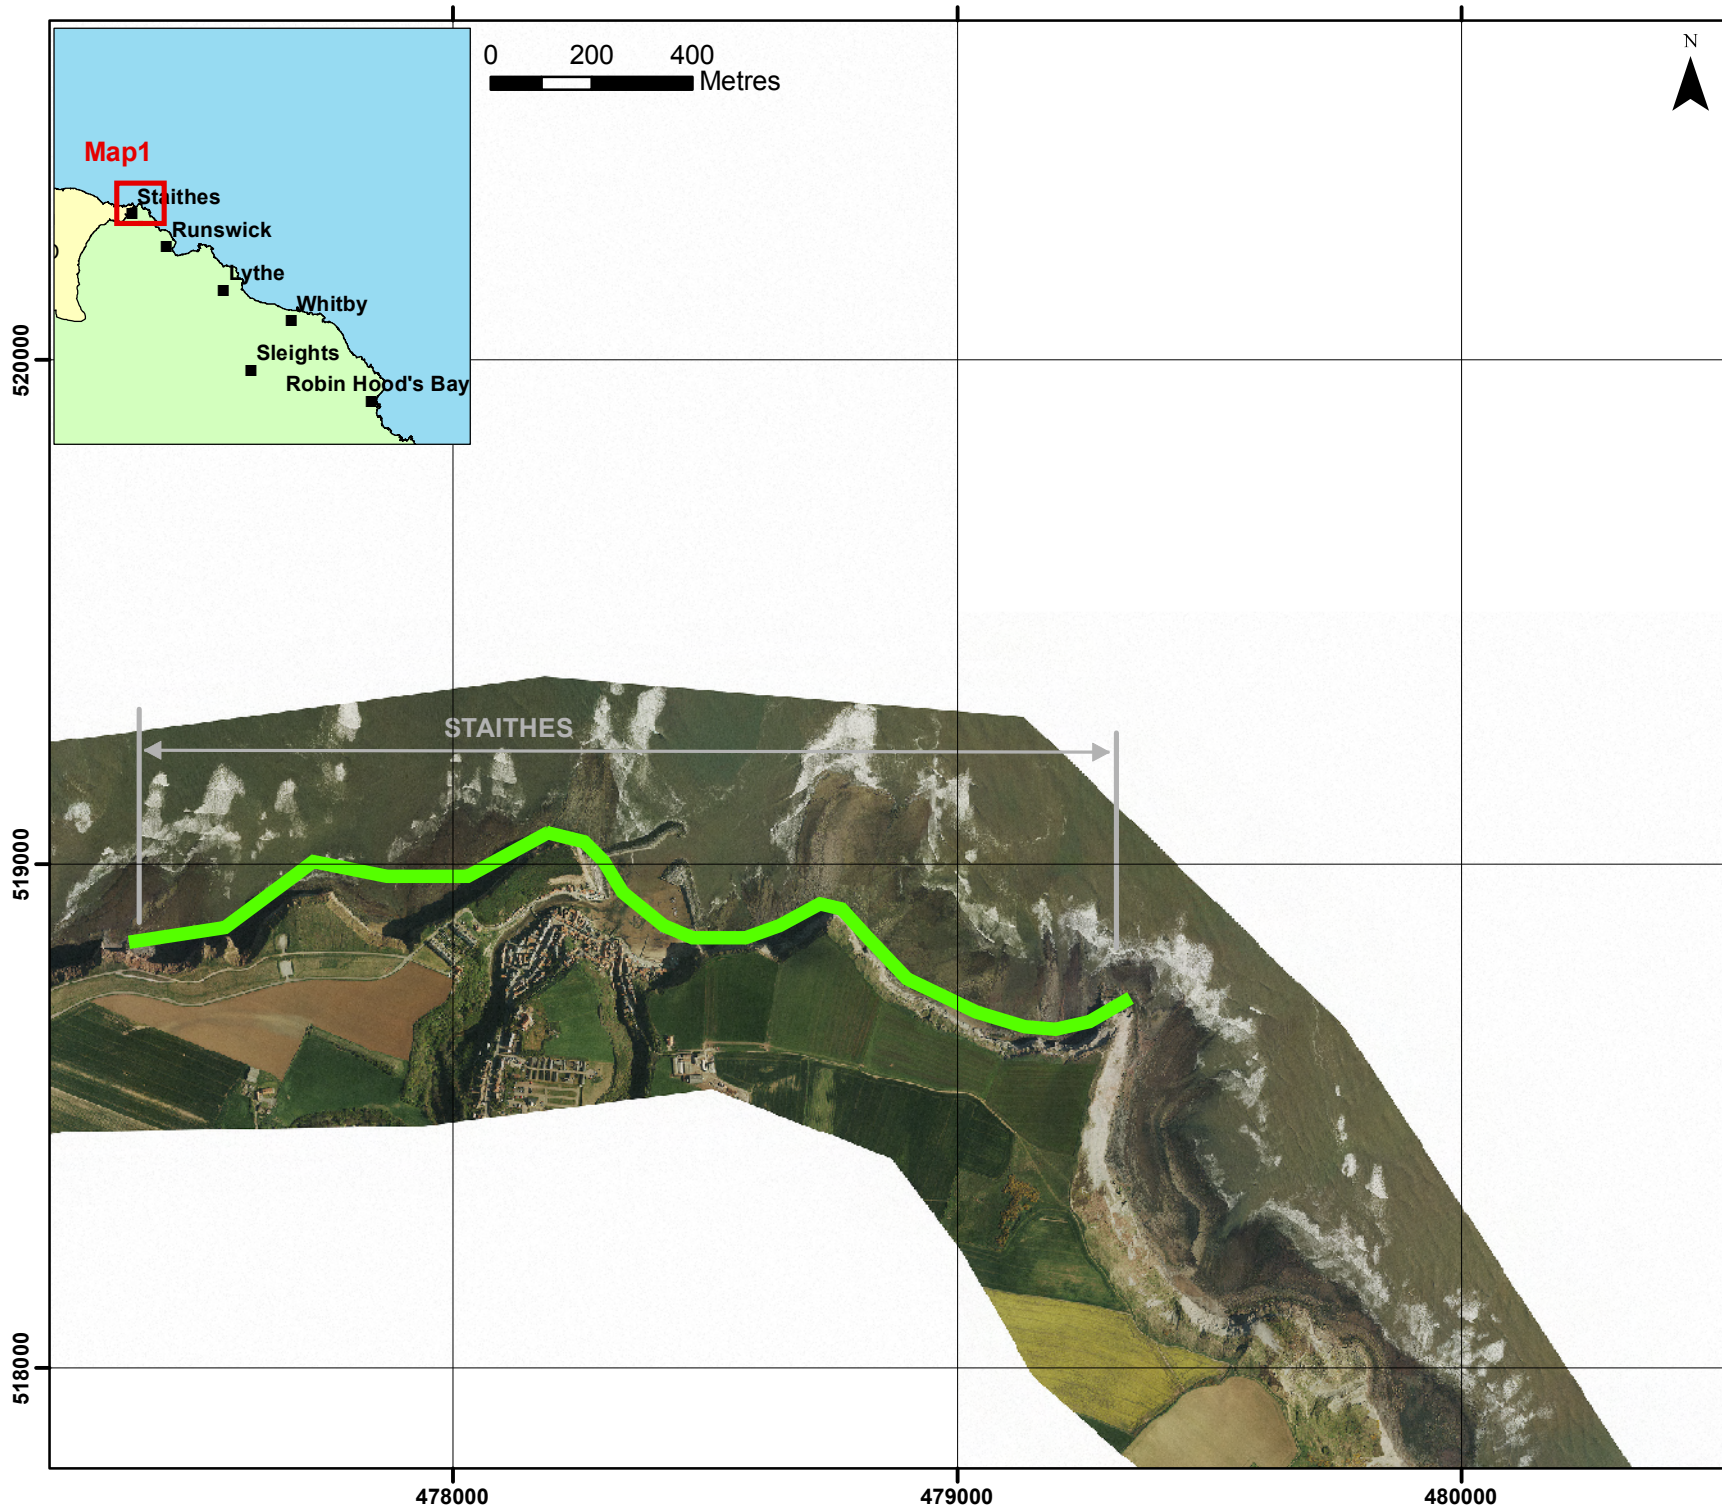 0 200 400
Metres
N
Map1
Staithes
Runswick
Lythe
Whitby
Sleights
Robin Hood's Bay
520000
STAITHES
519000
518000
478000 479000 480000